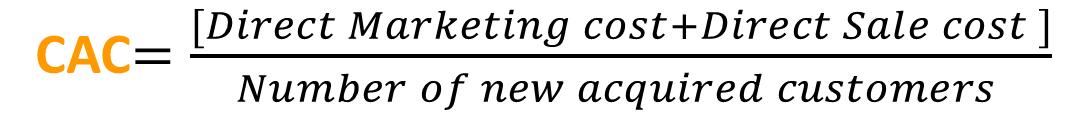 [Direct Marketing cost+Direct Sale cost ]
CAC=
Number of new acquired customers